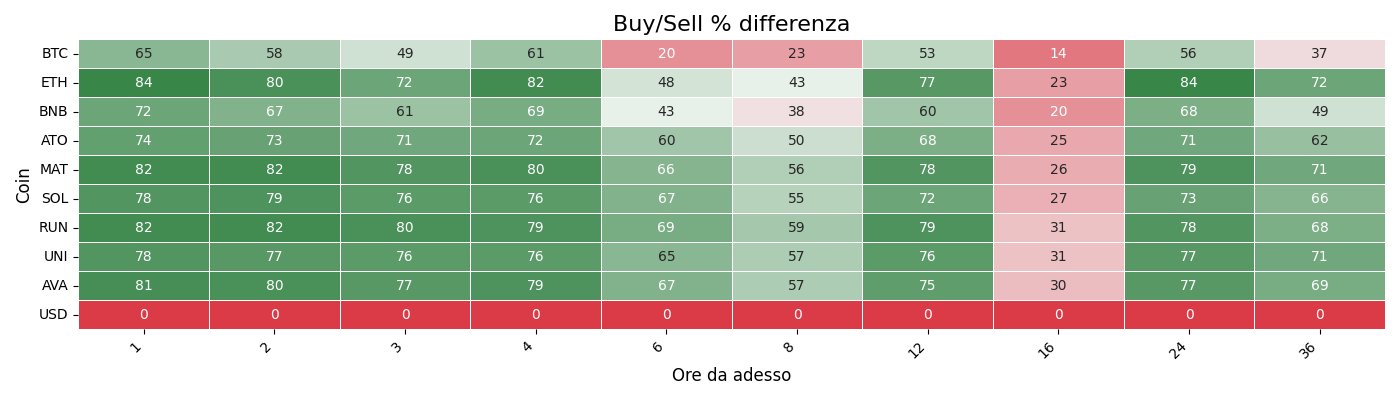 Buy/Sell % differenza
Coin
BTC 65 58 49 61 20 23 53 14 56 37
ETH 84 80 72 82 48 43 77 23 84 72
BNB 72 67 61 69 43 38 60 20 68 49
ATO 74 73 71 72 60 50 68 25 71 62
MAT 82 82 78 80 66 56 78 26 79 71
SOL 78 79 76 76 67 55 72 27 73 66
RUN 82 82 80 79 69 59 79 31 78 68
UNI 78 77 76 76 65 57 76 31 77 71
AVA 81 80 77 79 67 57 75 30 77 69
USD 0 0 0 0 0 0 0 0 0 0
1 2 3 4 6 8 12 16 24 36
Ore da adesso